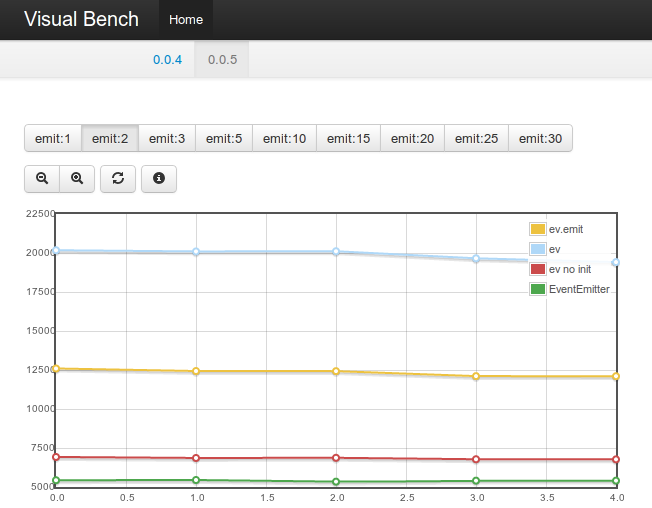 Visual Bench Home
0.0.4 0.0.5
emit:1 emit:2 emit:3 emit:5 emit:10 emit:15 emit:20 emit:25 emit:30
22500
20000
17500
15000
12500
10000
7500
5000
ev.emit
ev
ev no init
EventEmitter
0.0 0.5 1.0 1.5 2.0 2.5 3.0 3.5 4.0